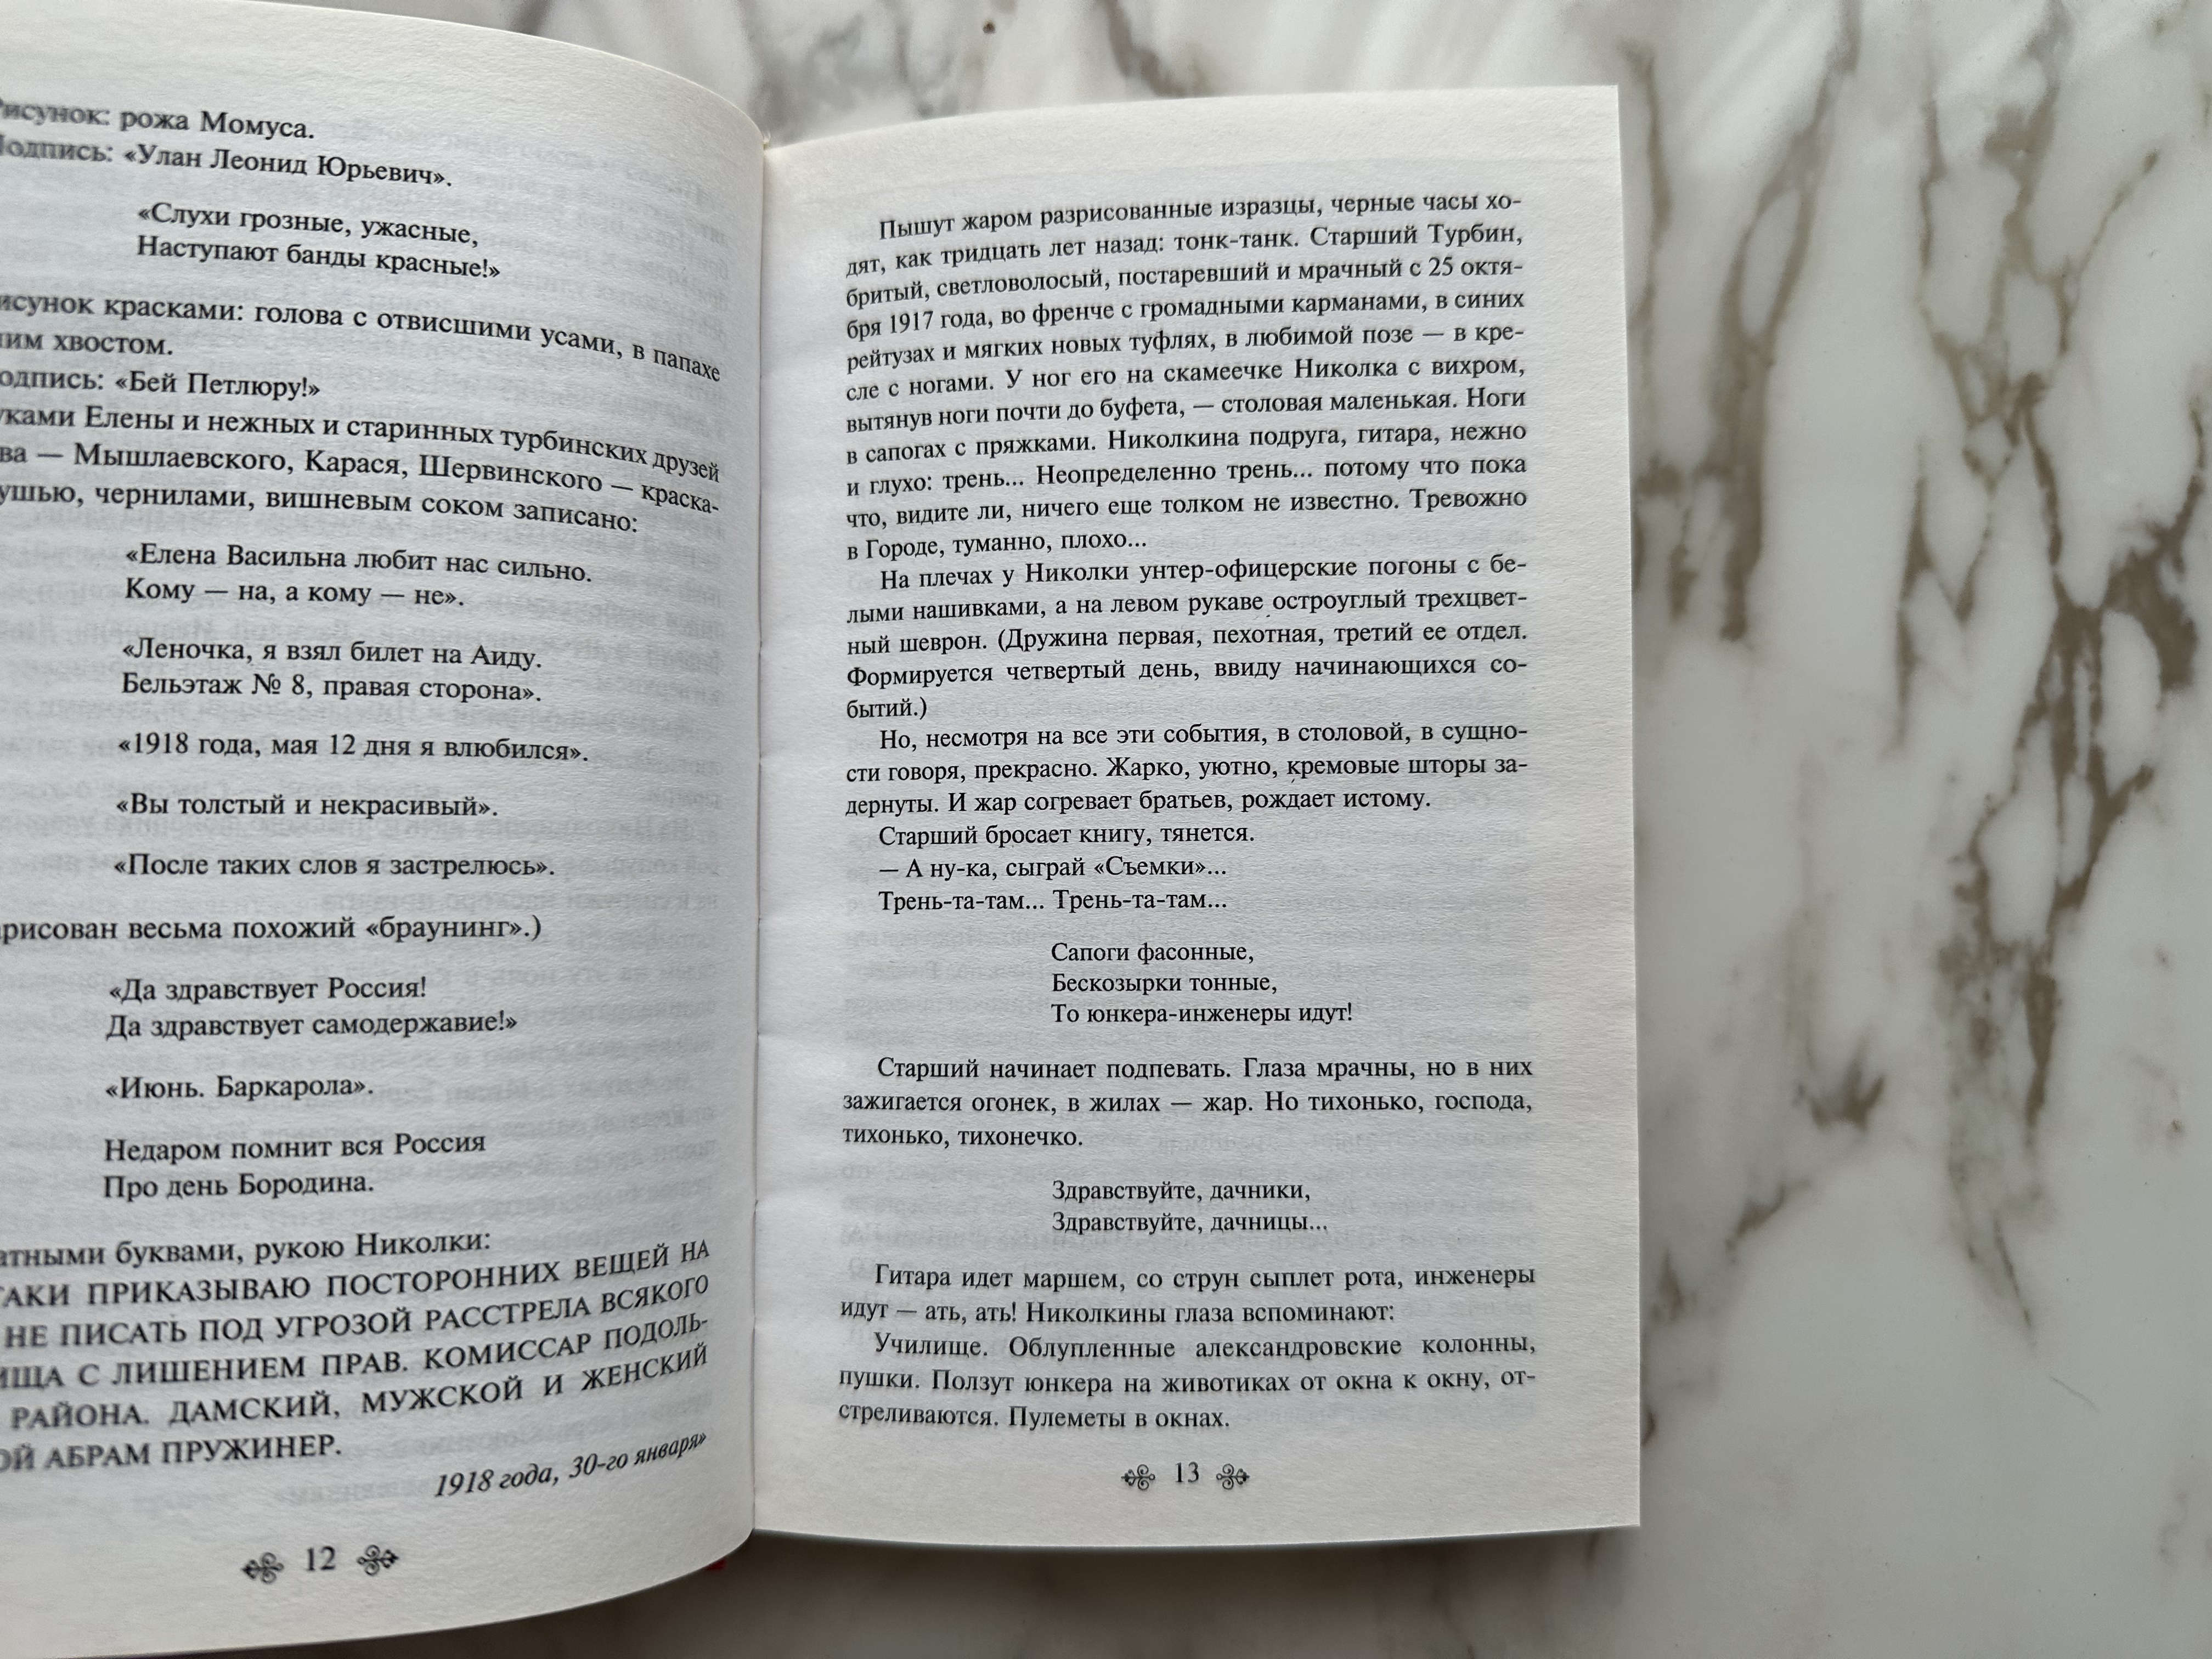 Рисунок: рожа Момуса.
Подпись: «Улан Леонид Юрьевич».
«Слухи грозные, ужасные,
Наступают банды красные!»
красками: голова с отвисшими усами, в папахе
хвостом.
«Бей Петлюру!»
Елены и нежных и старинных турбинских друзей
— Мышлаевского, Карася, Шервинского — краска-
чернилами, вишневым соком записано:
«Елена Васильна любит нас сильно.
Кому — на, а кому — не».
«Леночка, я взял билет на Аиду.
Бельэтаж № 8, правая сторона».
«1918 года, мая 12 дня я влюбился».
«Вы толстый и некрасивый».
«После таких слов я застрелюсь».
весьма похожий «браунинг».)
«Да здравствует Россия!
Да здравствует самодержавие!»
«Июнь. Баркарола».
Недаром помнит вся Россия
Про день Бородина.
буквами, рукою Николки:
ПРИКАЗЫВАЮ ПОСТОРОННИХ ВЕЩЕЙ НА
НЕ ПИСАТЬ ПОД УГРОЗОЙ РАССТРЕЛА ВСЯКОГО
С ЛИШЕНИЕМ ПРАВ. КОМИССАР ПОДОЛЬ-
РАЙОНА. ДАМСКИЙ, МУЖСКОЙ И ЖЕНСКИЙ
АБРАМ ПРУЖИНЕР.
1918 года, 30-го января»
12
Пышут жаром разрисованные изразцы, черные часы хо-
дят, как тридцать лет назад: тонк-танк. Старший Турбин,
бритый, светловолосый, постаревший и мрачный с 25 октя-
бря 1917 года, во френче с громадными карманами, в синих
рейтузах и мягких новых туфлях, в любимой позе — в кре-
сле с ногами. У ног его на скамеечке Николка с вихром,
вытянув ноги почти до буфета, — столовая маленькая. Ноги
в сапогах с пряжками. Николкина подруга, гитара, нежно
и глухо: трень... Неопределенно трень... потому что пока
что, видите ли, ничего еще толком не известно. Тревожно
в Городе, туманно, плохо...
На плечах у Николки унтер-офицерские погоны с бе-
лыми нашивками, а на левом рукаве остроуглый трехцвет-
ный шеврон. (Дружина первая, пехотная, третий ее отдел.
Формируется четвертый день, ввиду начинающихся со-
бытий.)
Но, несмотря на все эти события, в столовой, в сущно-
сти говоря, прекрасно. Жарко, уютно, кремовые шторы за-
дернуты. И жар согревает братьев, рождает истому.
Старший бросает книгу, тянется.
— А ну-ка, сыграй «Съемки»...
Трень-та-там... Трень-та-там...
Сапоги фасонные,
Бескозырки тонные,
То юнкера-инженеры идут!
Старший начинает подпевать. Глаза мрачны, но в них
зажигается огонек, в жилах — жар. Но тихонько, господа,
тихонько, тихонечко.
Здравствуйте, дачники,
Здравствуйте, дачницы...
Гитара идет маршем, со струн сыплет рота, инженеры
идут — ать, ать! Николкины глаза вспоминают:
Училище. Облупленные александровские колонны,
пушки. Ползут юнкера на животиках от окна к окну, от-
стреливаются. Пулеметы в окнах.
13